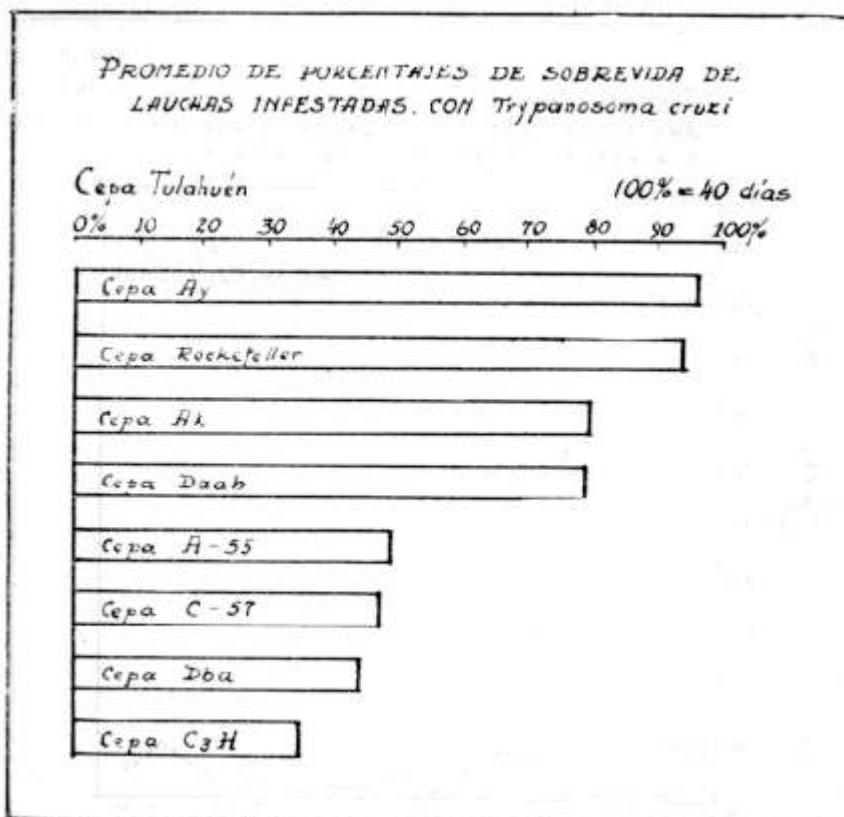 PROMEDIO DE PORCENTAJES DE SOBREVIDA DE
LAUCHAS INFESTADAS. CON Trypanosoma cruzi
Cepa Tulahuén 100% = 40 días
0% 10 20 30 40 50 60 70 80 90 100%
Cepa Ay
Cepa Rockefeller
Cepa Ak
Cepa Daab
Cepa A-55
Cepa C-57
Cepa Dba
Cepa C3H